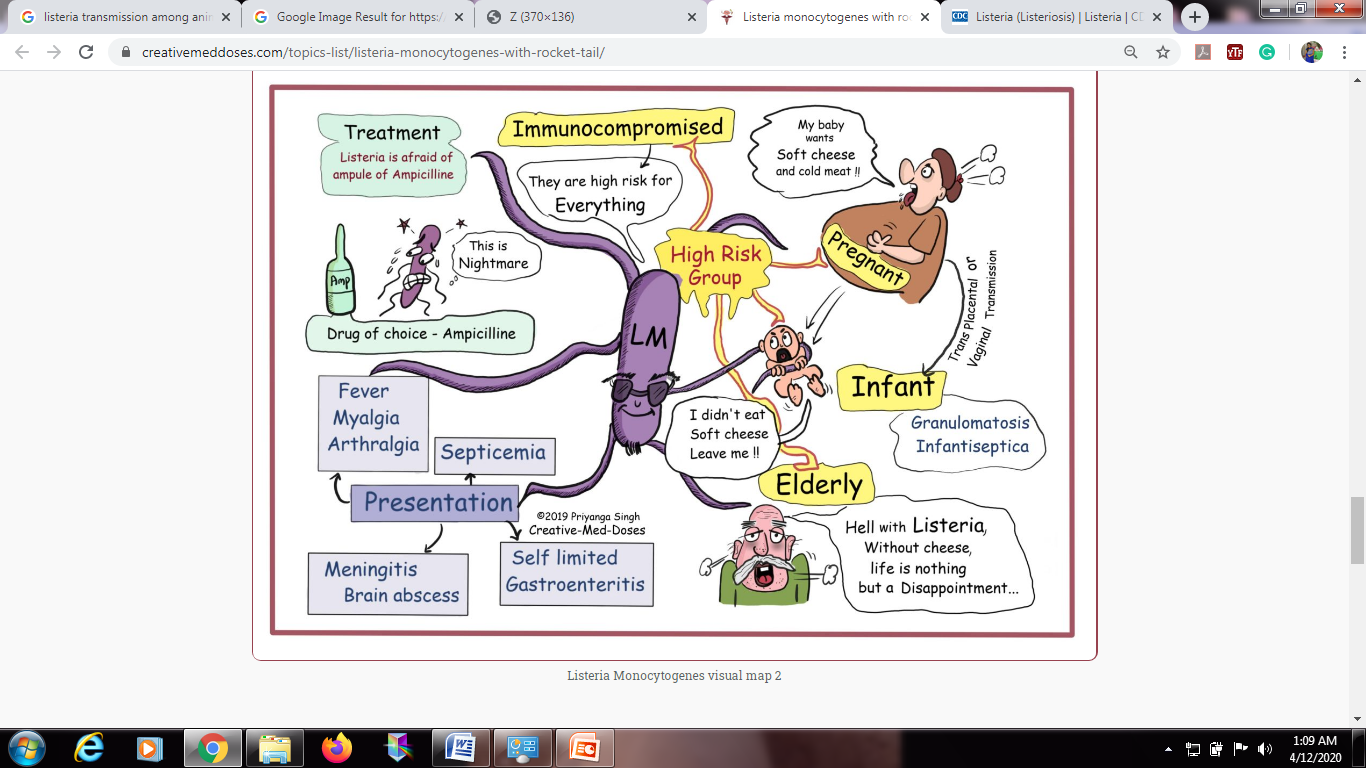 listeria transmission among anin
Google Image Result for https:/
Z (370×136)
Listeria monocytogenes with roc
CDC
Listeria (Listeriosis) | Listeria | CD
creativemeddoses.com/topics-list/listeria-monocytogenes-with-rocket-tail/
YTF
Treatment
Listeria is afraid of
ampule of Ampicilline
Immunocompromised
They are high risk for
Everything
My baby
wants
Soft cheese
and cold meat !!
High Risk
Group
Pregnant
Trans Placental or
Vaginal Transmission
Amp
This is
Nightmare
Drug of choice - Ampicilline
LM
Infant
Granulomatosis
Infantiseptica
I didn't eat
Soft cheese
Leave me !!
Fever
Myalgia
Arthralgia
Septicemia
Presentation
Meningitis
Brain abscess
Self limited
Gastroenteritis
©2019 Priyanga Singh
Creative-Med-Doses
Elderly
Hell with Listeria,
Without cheese,
life is nothing
but a Disappointment...
Listeria Monocytogenes visual map 2
1:09 AM
4/12/2020